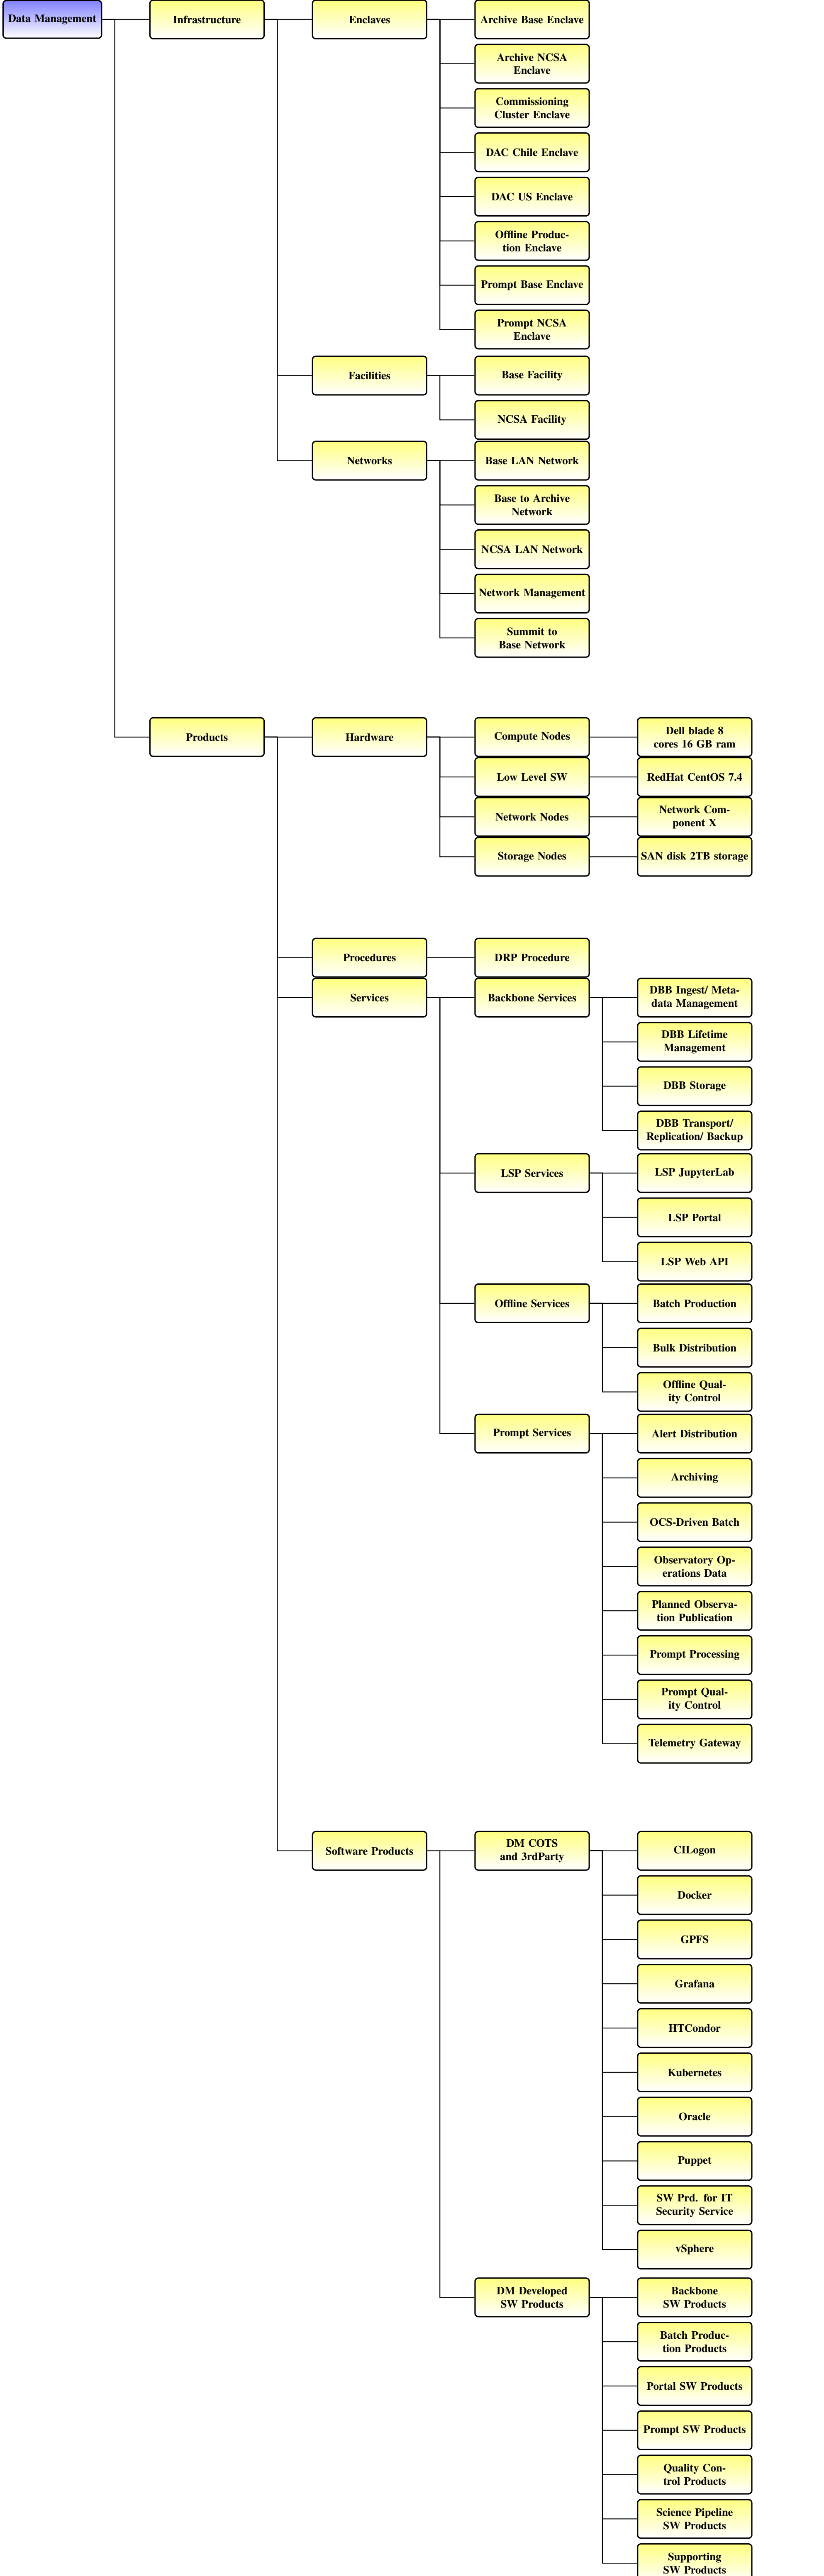 Data Management
Infrastructure
Enclaves
Archive Base Enclave
Archive NCSA
Enclave
Commissioning
Cluster Enclave
DAC Chile Enclave
DAC US Enclave
Offline Produc-
tion Enclave
Prompt Base Enclave
Prompt NCSA
Enclave
Facilities
Base Facility
NCSA Facility
Networks
Base LAN Network
Base to Archive
Network
NCSA LAN Network
Network Management
Summit to
Base Network
Products
Hardware
Compute Nodes
Dell blade 8
cores 16 GB ram
Low Level SW
RedHat CentOS 7.4
Network Nodes
Network Com-
ponent X
Storage Nodes
SAN disk 2TB storage
Procedures
DRP Procedure
Services
Backbone Services
DBB Ingest/ Meta-
data Management
DBB Lifetime
Management
DBB Storage
DBB Transport/
Replication/ Backup
LSP Services
LSP JupyterLab
LSP Portal
LSP Web API
Offline Services
Batch Production
Bulk Distribution
Offline Qual-
ity Control
Prompt Services
Alert Distribution
Archiving
OCS-Driven Batch
Observatory Op-
erations Data
Planned Observa-
tion Publication
Prompt Processing
Prompt Qual-
ity Control
Telemetry Gateway
Software Products
DM COTS
and 3rdParty
CILogon
Docker
GPFS
Grafana
HTCondor
Kubernetes
Oracle
Puppet
SW Prd. for IT
Security Service
vSphere
DM Developed
SW Products
Backbone
SW Products
Batch Produc-
tion Products
Portal SW Products
Prompt SW Products
Quality Con-
trol Products
Science Pipeline
SW Products
Supporting
SW Products